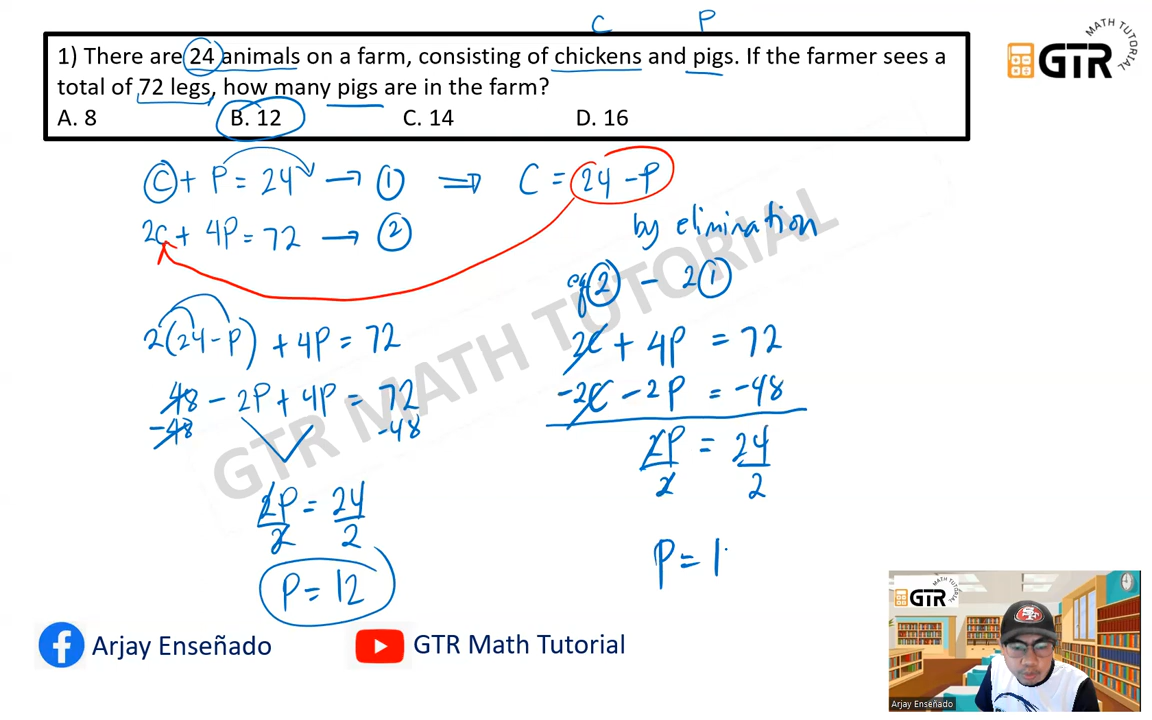 C P
1) There are 24 animals on a farm, consisting of chickens and pigs. If the farmer sees a
total of 72 legs, how many pigs are in the farm?
A. 8 B. 12 C. 14 D. 16
MATH TUTORIAL
GTR
C + P = 24 → ① ⇒ C = 24 - P
2C + 4P = 72 → ②
by elimination
eq ② - 2①
2(24 - P) + 4P = 72
48 - 2P + 4P = 72
-48 -48
2P/2 = 24/2
P = 12
2C + 4P = 72
-2C - 2P = -48
2P/2 = 24/2
P = 1
GTR MATH TUTORIAL
Arjay Enseñado
GTR Math Tutorial
MATH TUTORIAL
GTR
Arjay Enseñado